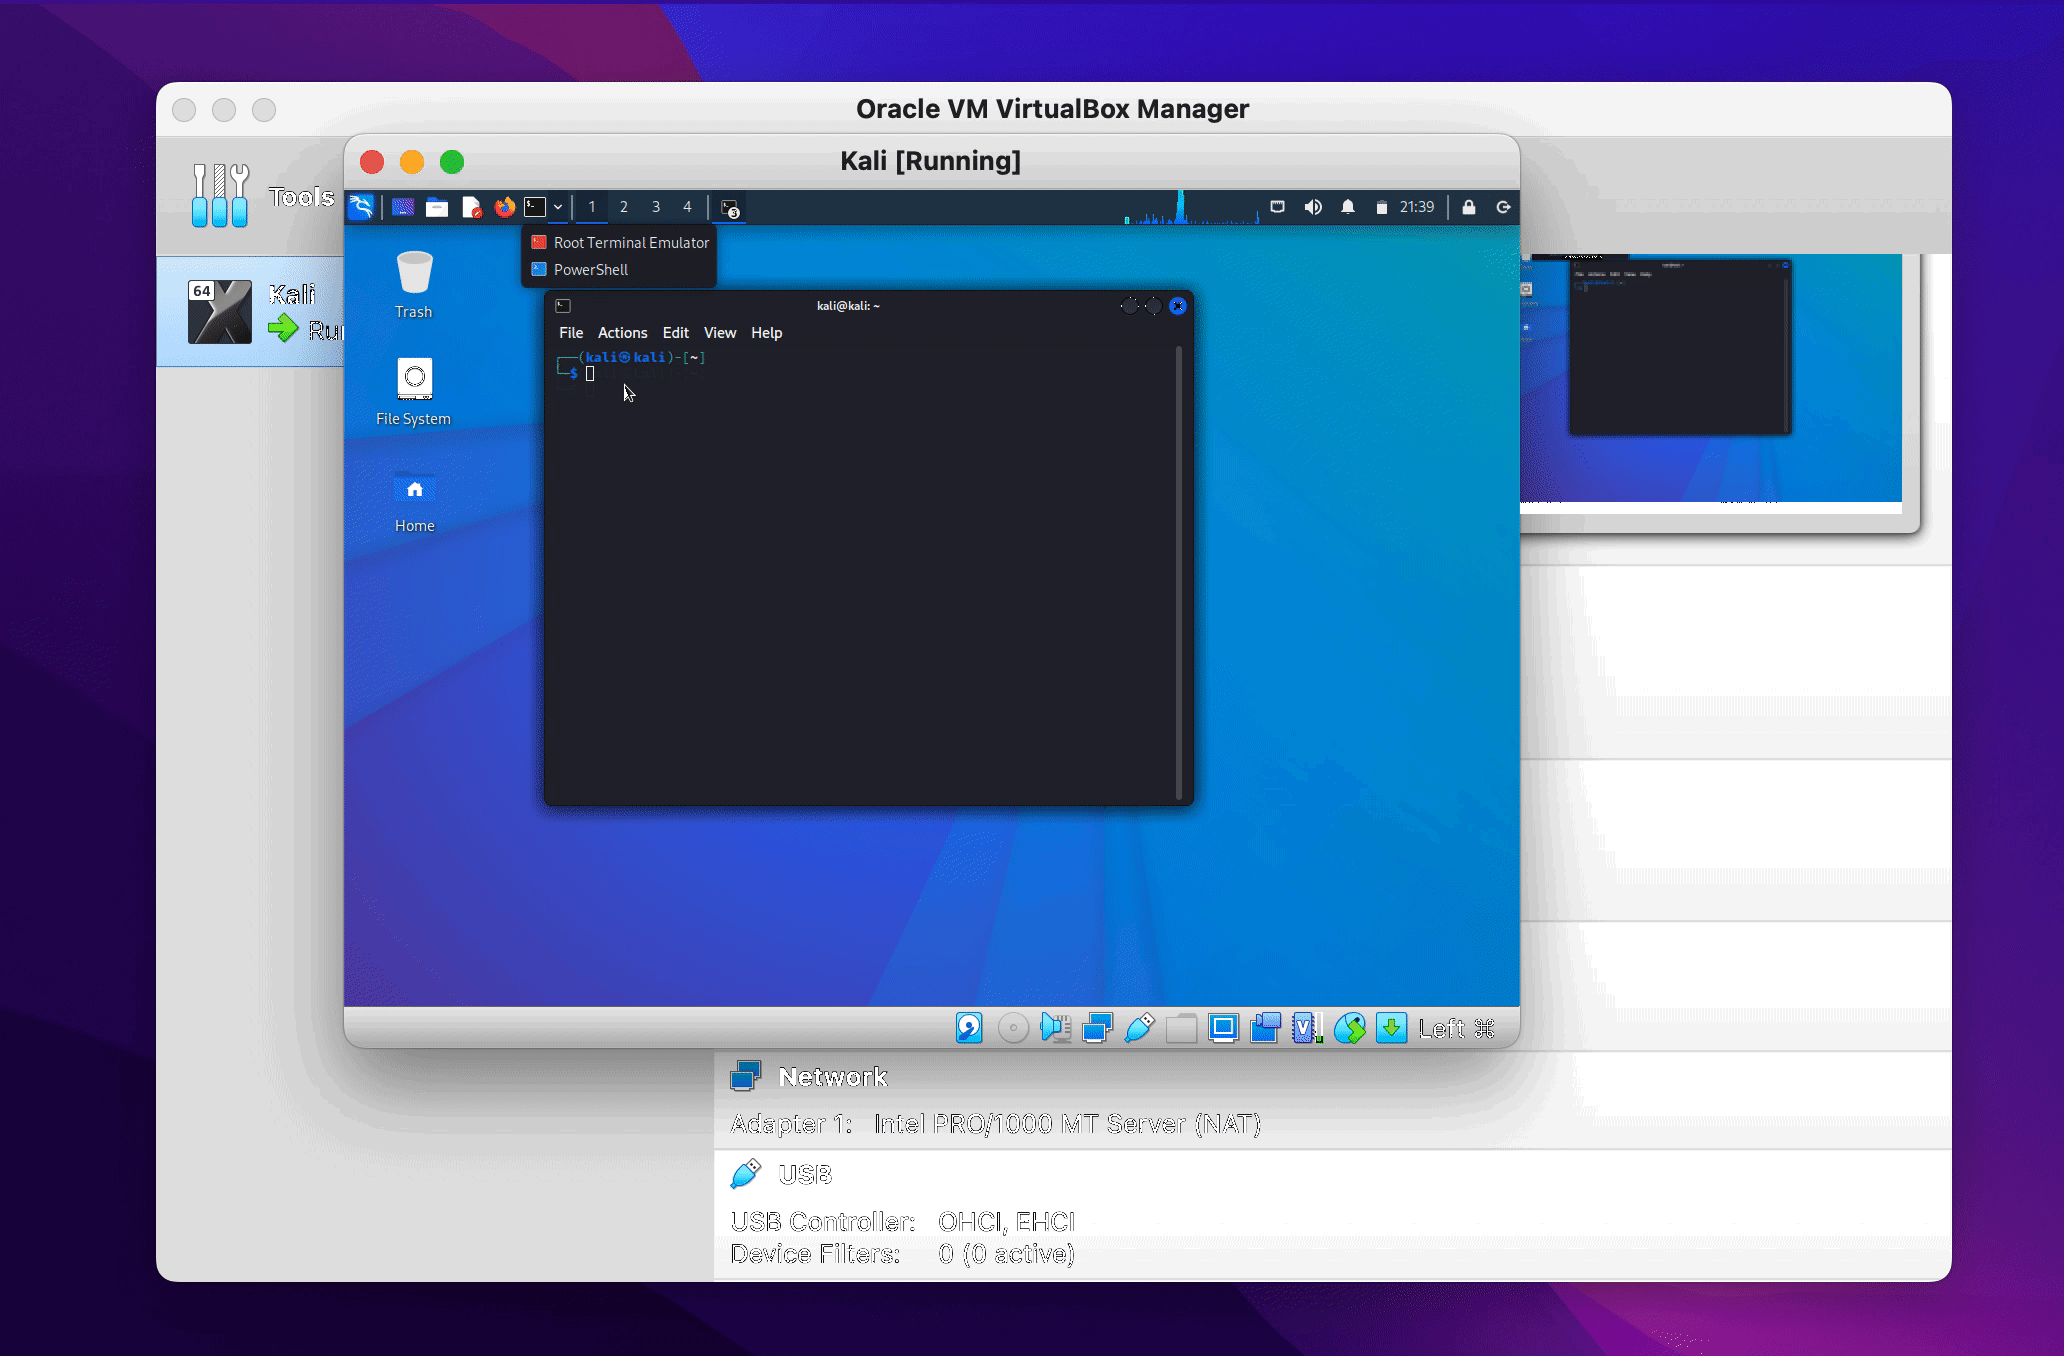 Oracle VM VirtualBox Manager
Tools
Kali [Running]
1 2 3 4
3
21:39
64
Kali
Root Terminal Emulator
PowerShell
Trash
File System
Home
kali@kali: ~
File Actions Edit View Help
┌──(kali㉿kali)-[~]
└─$
Left ⌘
Network
Adapter 1: Intel PRO/1000 MT Server (NAT)
USB
USB Controller: OHCI, EHCI
Device Filters: 0 (0 active)